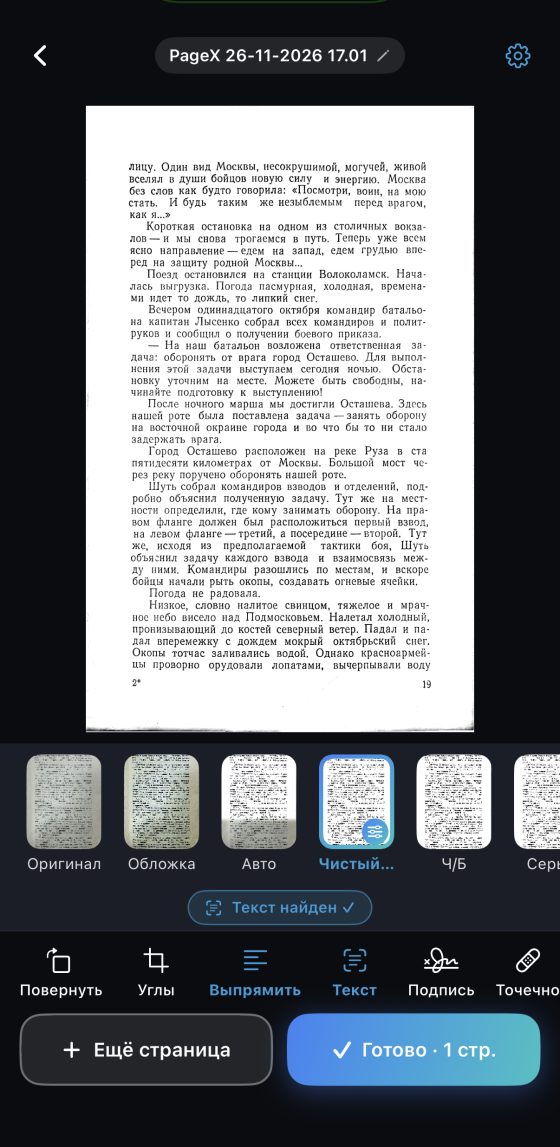 PageX 26-11-2026 17.01
лицу. Один вид Москвы, несокрушимой, могучей, живой
вселял в души бойцов новую силу и энергию. Москва
без слов как будто говорила: «Посмотри, воин, на мою
стать. И будь таким же незыблемым перед врагом,
как я...»
Короткая остановка на одном из столичных вокза-
лов — и мы снова трогаемся в путь. Теперь уже всем
ясно направление — едем на запад, едем грудью впе-
ред на защиту родной Москвы...
Поезд остановился на станции Волоколамск. Нача-
лась выгрузка. Погода пасмурная, холодная, времена-
ми идет то дождь, то липкий снег.
Вечером одиннадцатого октября командир батальо-
на капитан Лысенко собрал всех командиров и полит-
руков и сообщил о получении боевого приказа.
— На наш батальон возложена ответственная за-
дача: оборонять от врага город Осташево. Для выпол-
нения этой задачи выступаем сегодня ночью. Обста-
новку уточним на месте. Можете быть свободны, на-
чинайте подготовку к выступлению!
После ночного марша мы достигли Осташева. Здесь
нашей роте была поставлена задача — занять оборону
на восточной окраине города и во что бы то ни стало
задержать врага.
Город Осташево расположен на реке Руза в ста
пятидесяти километрах от Москвы. Большой мост че-
рез реку поручено оборонять нашей роте.
Шуть собрал командиров взводов и отделений, под-
робно объяснил полученную задачу. Тут же на мест-
ности определили, где кому занимать оборону. На пра-
вом фланге должен был расположиться первый взвод,
на левом фланге — третий, а посередине — второй. Тут
же, исходя из предполагаемой тактики боя, Шуть
объяснил задачу каждого взвода и взаимосвязь меж-
ду ними. Командиры разошлись по местам, и вскоре
бойцы начали рыть окопы, создавать огневые ячейки.
Погода не радовала.
Низкое, словно налитое свинцом, тяжелое и мрач-
ное небо висело над Подмосковьем. Налетал холодный,
пронизывающий до костей северный ветер. Падал и па-
дал вперемежку с дождем мокрый октябрьский снег.
Окопы тотчас заливались водой. Однако красноармей-
цы проворно орудовали лопатами, вычерпывали воду
2* 19
Оригинал Обложка Авто Чистый... Ч/Б Серы
Текст найден
Повернуть Углы Выпрямить Текст Подпись Точечно
+ Ещё страница Готово · 1 стр.